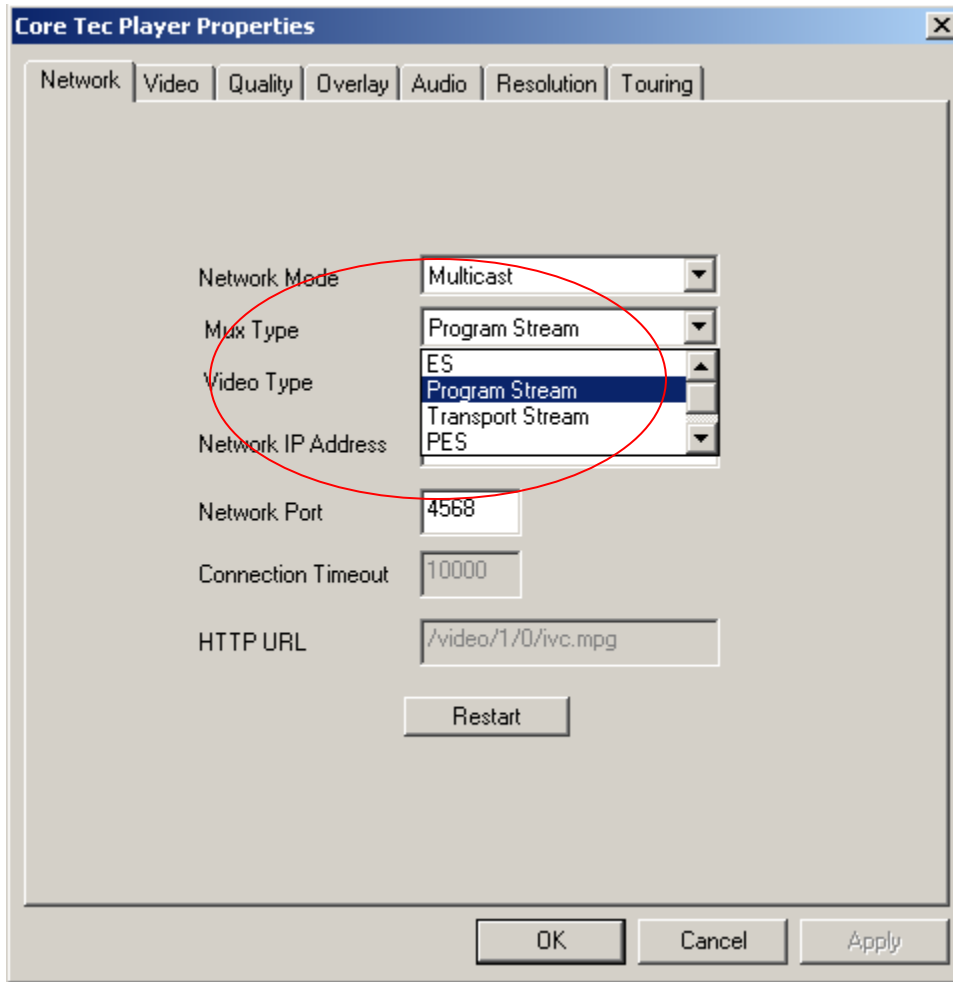 Core Tec Player Properties
Network Video Quality Overlay Audio Resolution Touring
Network Mode Multicast
Mux Type Program Stream
ES
Video Type Program Stream
Transport Stream
Network IP Address PES
Network Port 4568
Connection Timeout 10000
HTTP URL /video/1/0/ivc.mpg
Restart
OK Cancel Apply